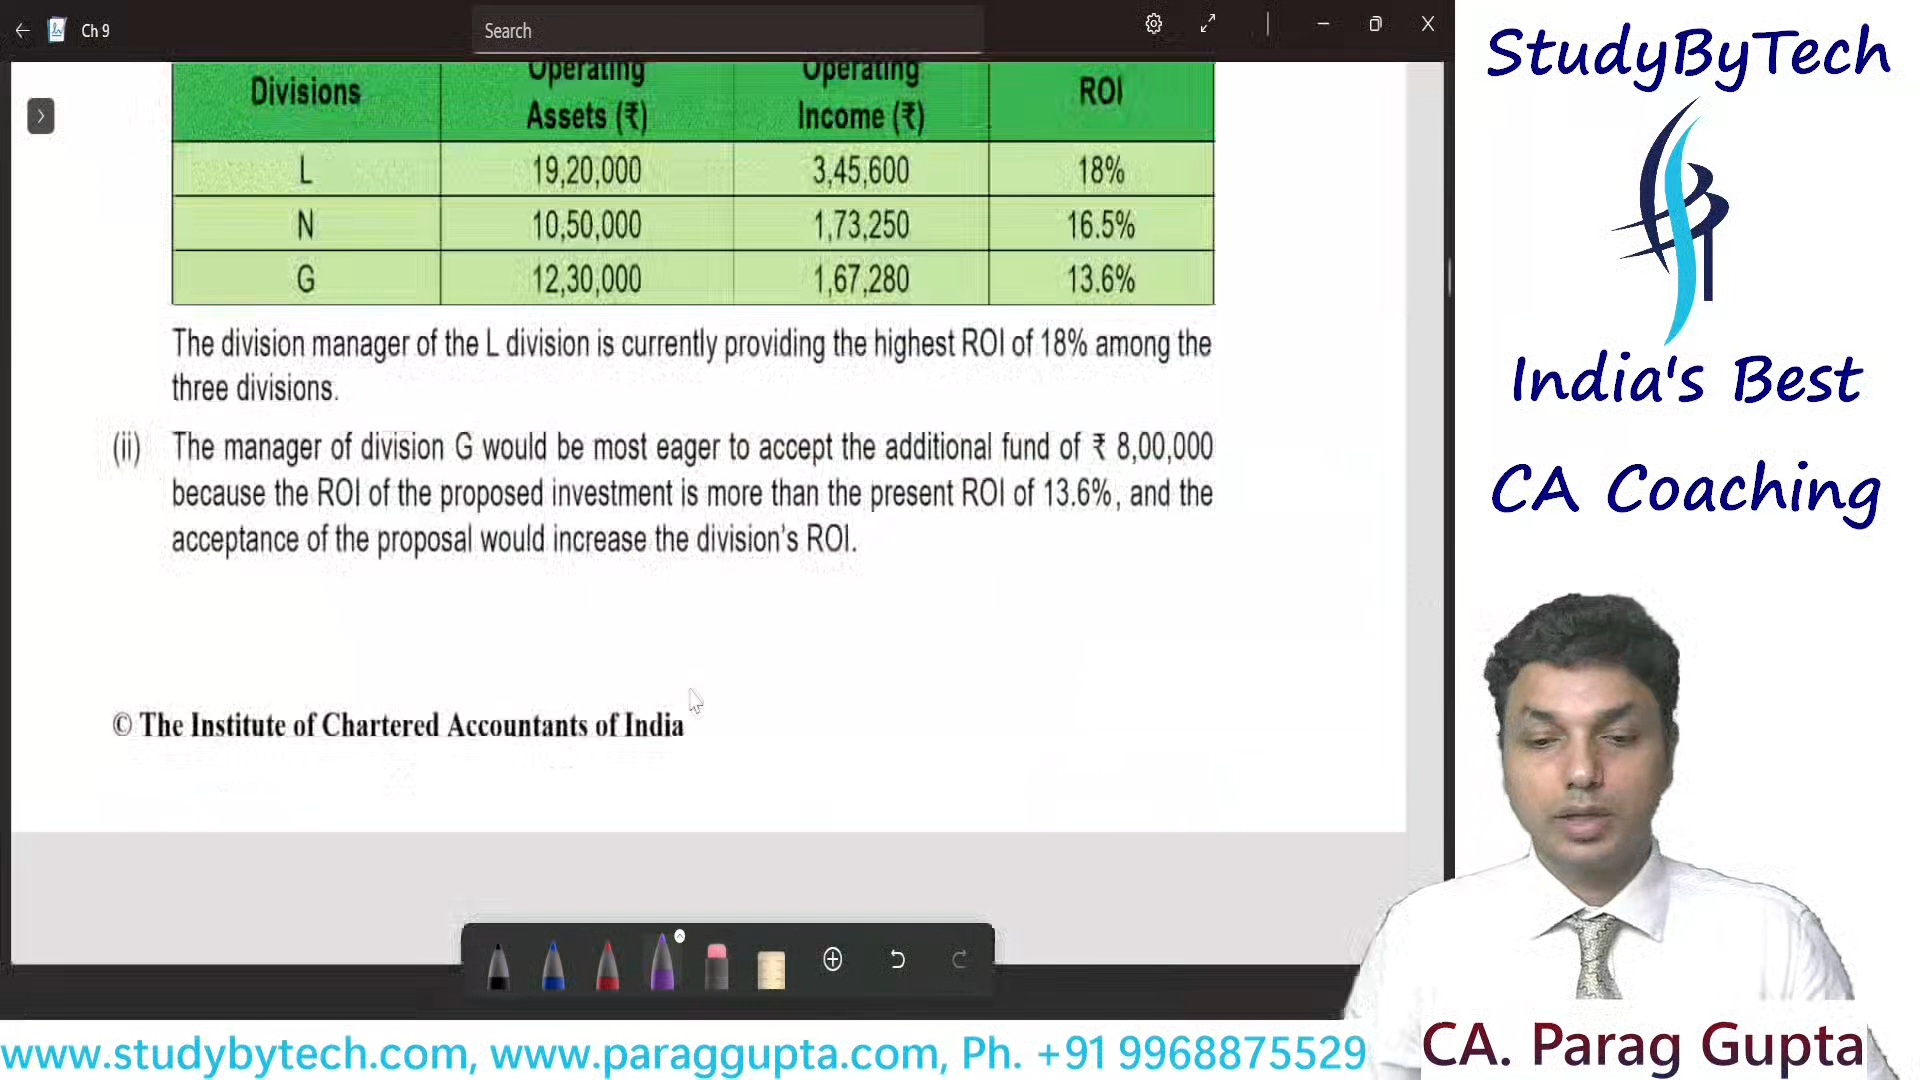 Ch 9
Search
Divisions
Operating
Assets (₹)
Operating
Income (₹)
ROI
L 19,20,000 3,45,600 18%
N 10,50,000 1,73,250 16.5%
G 12,30,000 1,67,280 13.6%
The division manager of the L division is currently providing the highest ROI of 18% among the
three divisions.
(ii) The manager of division G would be most eager to accept the additional fund of ₹ 8,00,000
because the ROI of the proposed investment is more than the present ROI of 13.6%, and the
acceptance of the proposal would increase the division's ROI.
© The Institute of Chartered Accountants of India
StudyByTech
India's Best
CA Coaching
www.studybytech.com, www.paraggupta.com, Ph. +91 9968875529
CA. Parag Gupta